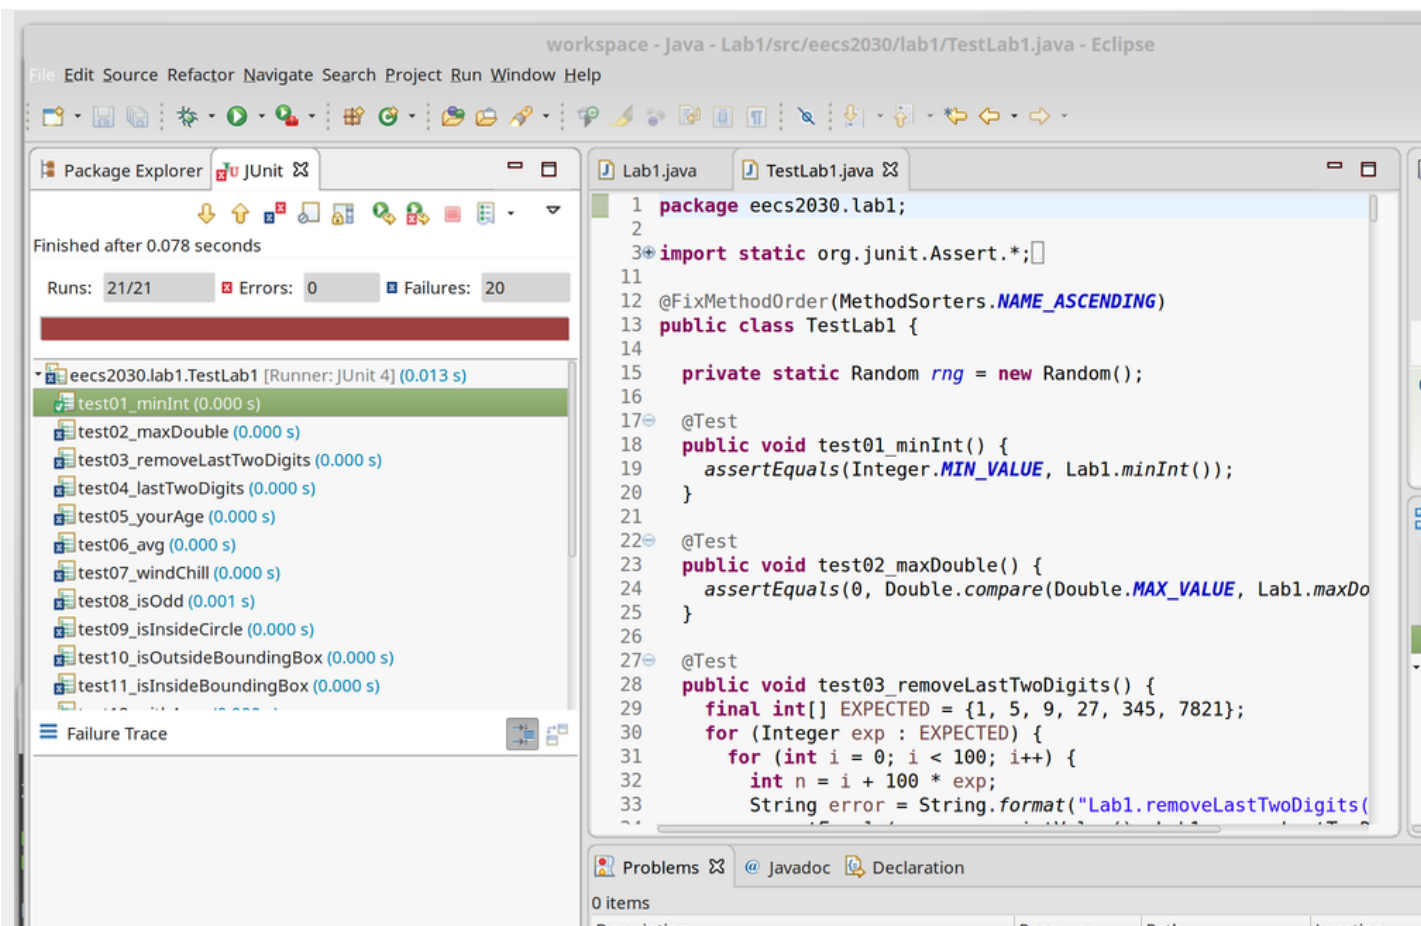 workspace - Java - Lab1/src/eecs2030/lab1/TestLab1.java - Eclipse
File Edit Source Refactor Navigate Search Project Run Window Help
Package Explorer JUnit
Finished after 0.078 seconds
Runs: 21/21 Errors: 0 Failures: 20
eecs2030.lab1.TestLab1 [Runner: JUnit 4] (0.013 s)
test01_minInt (0.000 s)
test02_maxDouble (0.000 s)
test03_removeLastTwoDigits (0.000 s)
test04_lastTwoDigits (0.000 s)
test05_yourAge (0.000 s)
test06_avg (0.000 s)
test07_windChill (0.000 s)
test08_isOdd (0.001 s)
test09_isInsideCircle (0.000 s)
test10_isOutsideBoundingBox (0.000 s)
test11_isInsideBoundingBox (0.000 s)
Failure Trace
Lab1.java TestLab1.java
1 package eecs2030.lab1;
2
3 import static org.junit.Assert.*;
11
12 @FixMethodOrder(MethodSorters.NAME_ASCENDING)
13 public class TestLab1 {
14
15 private static Random rng = new Random();
16
17 @Test
18 public void test01_minInt() {
19 assertEquals(Integer.MIN_VALUE, Lab1.minInt());
20 }
21
22 @Test
23 public void test02_maxDouble() {
24 assertEquals(0, Double.compare(Double.MAX_VALUE, Lab1.maxDo
25 }
26
27 @Test
28 public void test03_removeLastTwoDigits() {
29 final int[] EXPECTED = {1, 5, 9, 27, 345, 7821};
30 for (Integer exp : EXPECTED) {
31 for (int i = 0; i < 100; i++) {
32 int n = i + 100 * exp;
33 String error = String.format("Lab1.removeLastTwoDigits(
Problems Javadoc Declaration
0 items